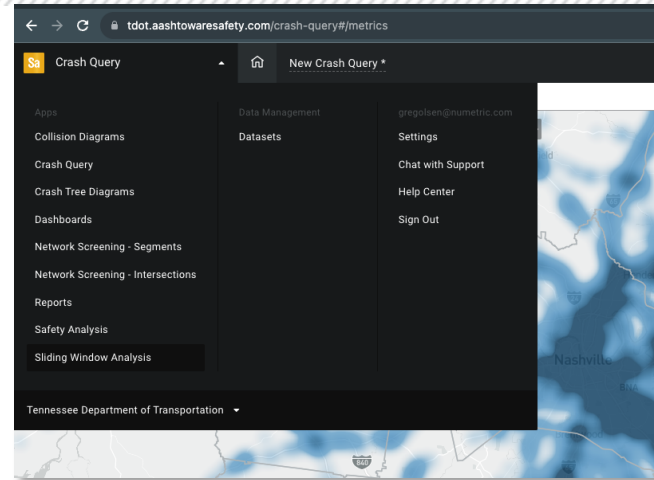 tdot.aashtowaresafety.com/crash-query#/metrics
Sa Crash Query
New Crash Query *
Apps
Collision Diagrams
Crash Query
Crash Tree Diagrams
Dashboards
Network Screening - Segments
Network Screening - Intersections
Reports
Safety Analysis
Sliding Window Analysis
Data Management
Datasets
gregolsen@numetric.com
Settings
Chat with Support
Help Center
Sign Out
Tennessee Department of Transportation
Nashville
BNA
840